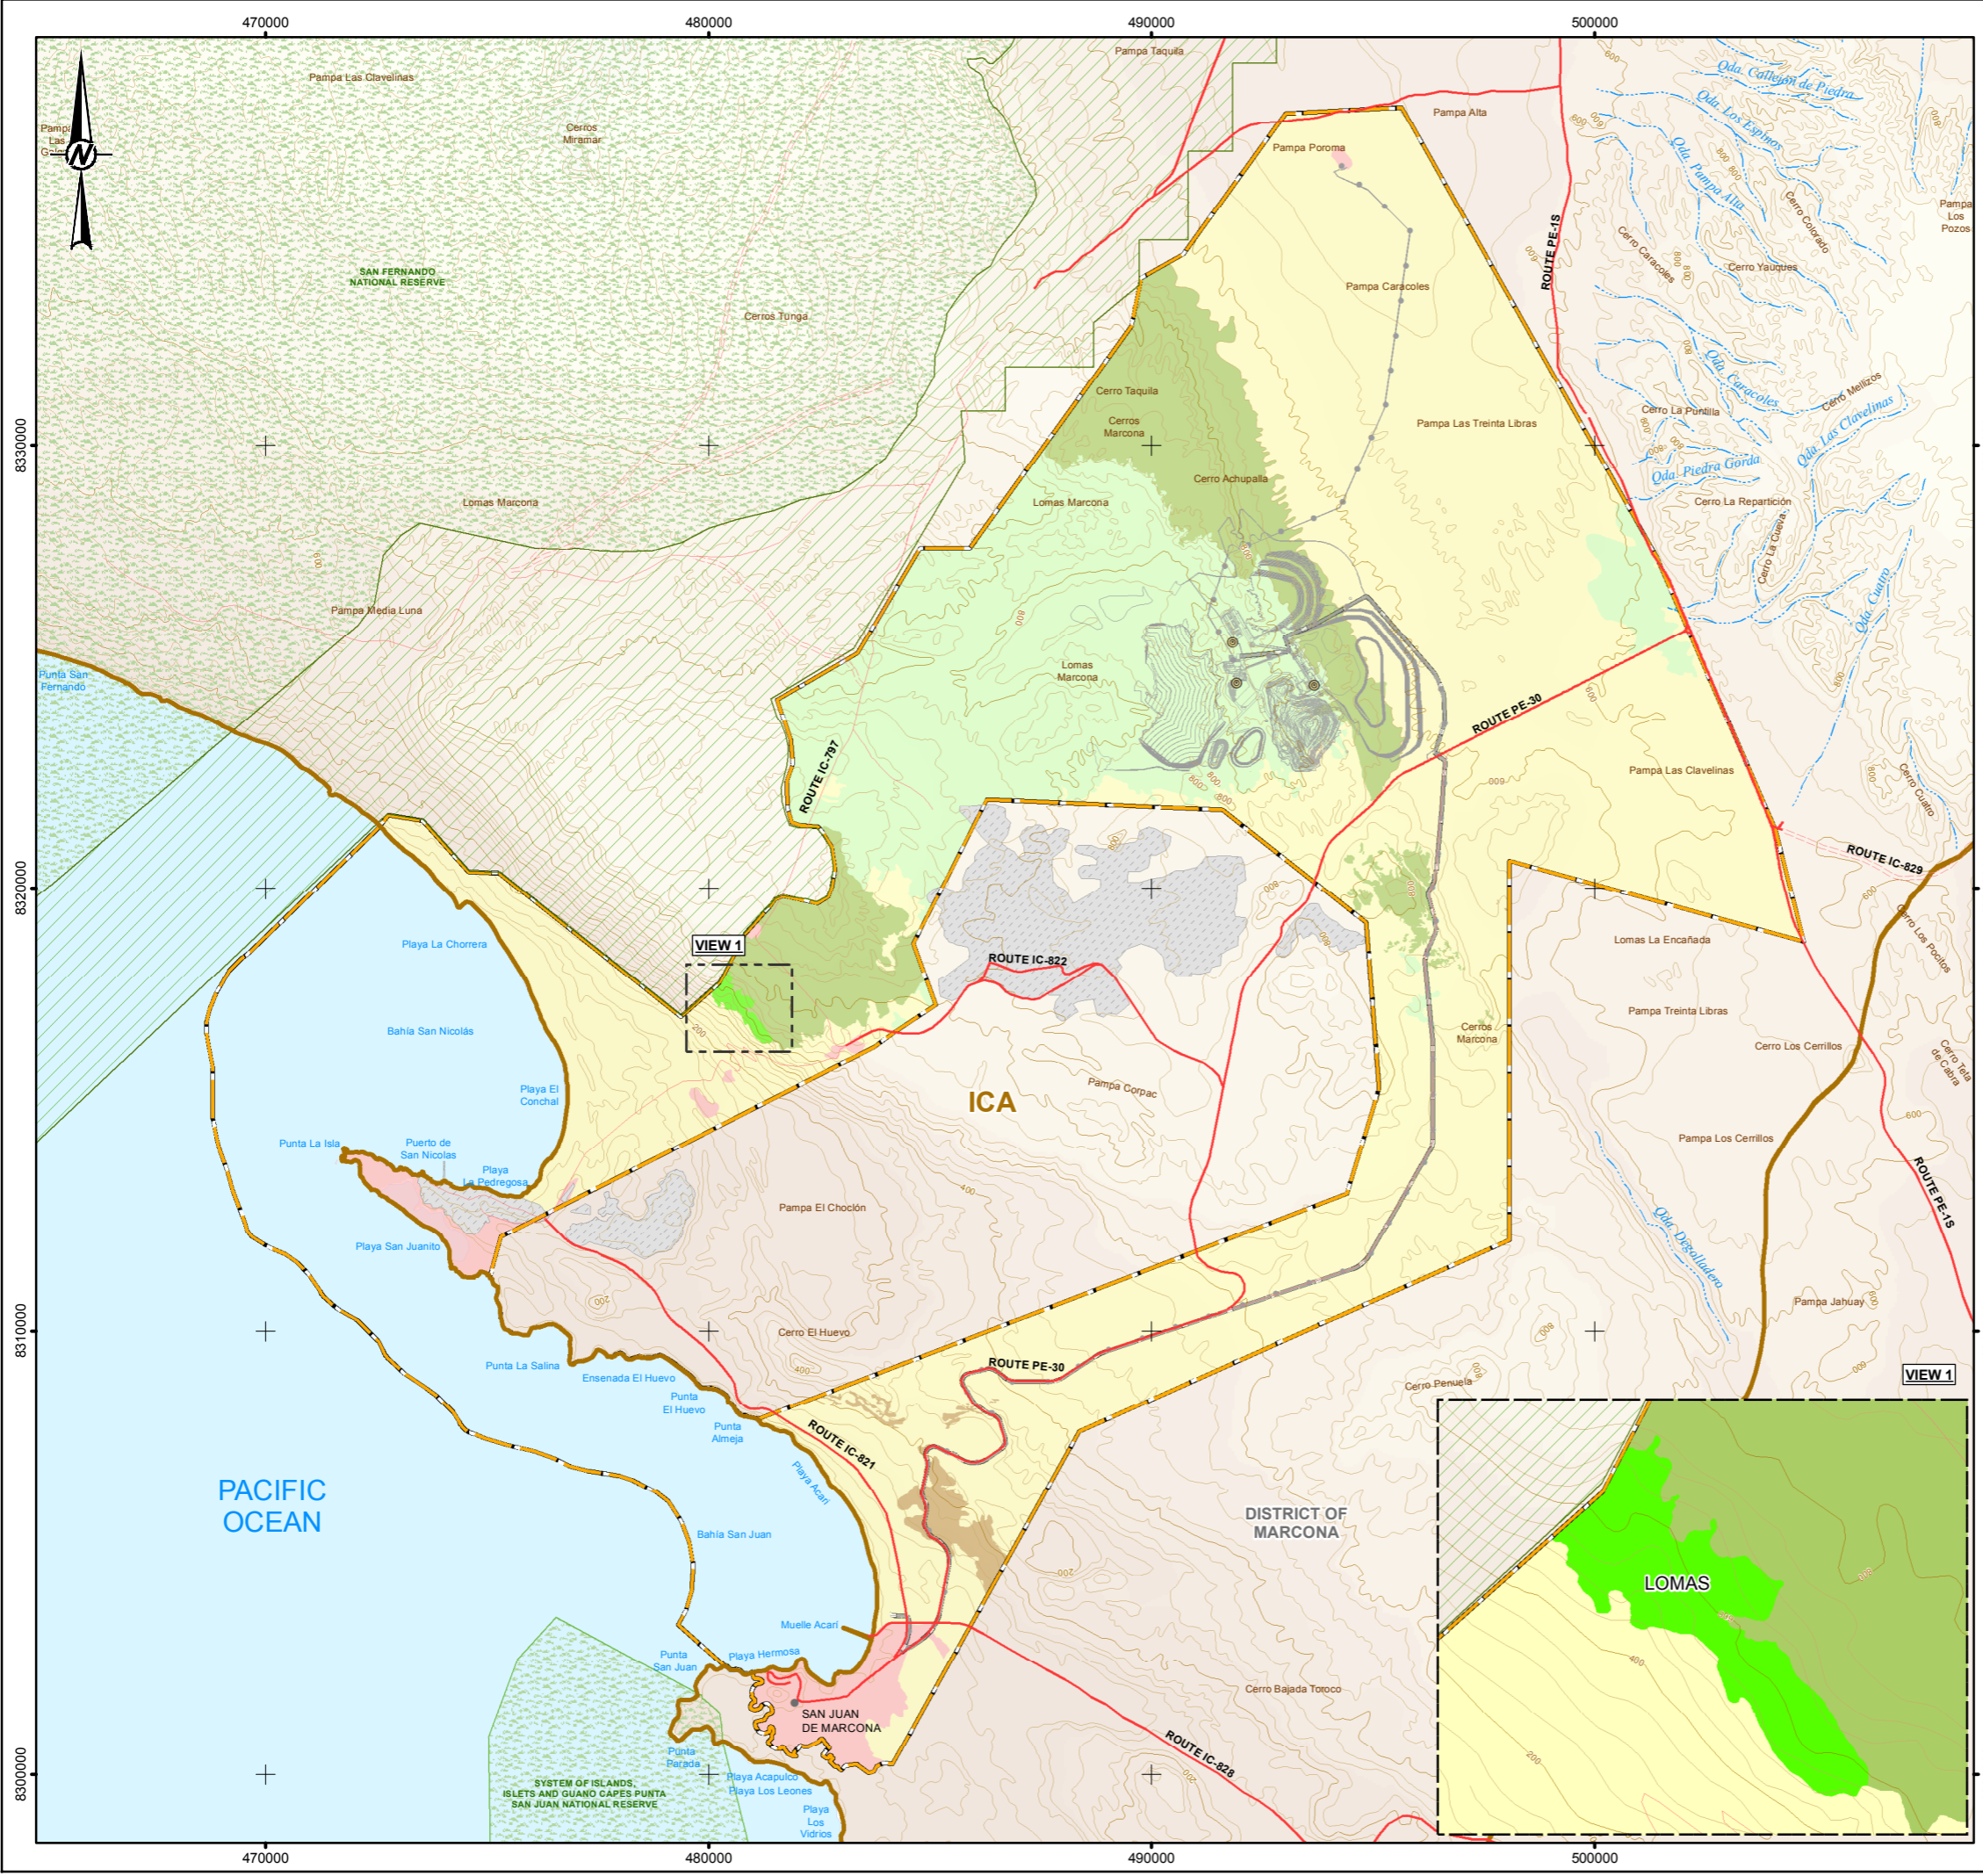 470000
480000
490000
500000
Pampa Taquila
Pampa Las Clavelinas
Qda. Callejón de Piedra
Qda. Los Espinos
Pampa Alta
Pampa
Las
Cerros
Miramar
N
Pampa Poroma
Qda. Pampa Alta
Cerro Colorado
Pampa
Los
Pozos
ROUTE PE-1S
Cerro Caracoles
Cerro Yauques
SAN FERNANDO
NATIONAL RESERVE
Pampa Caracoles
Cerros Tunga
Qda. Caracoles
Cerro Mellizos
Cerro Taquila
Cerro La Puntilla
Qda. Las Clavelinas
Cerros
Marcona
Pampa Las Treinta Libras
8330000
Qda. Piedra Gorda
Cerro Achupalla
Lomas Marcona
Lomas Marcona
Cerro La Repartición
Cerro La Cueva
Pampa Media Luna
Qda. Cuatro
Lomas
Marcona
Punta San
Fernando
ROUTE PE-30
ROUTE IC-797
Pampa Las Clavelinas
Cerro Cuatro
8320000
ROUTE IC-829
VIEW 1
Playa La Chorrera
Lomas La Encañada
Cerro Los Pocitos
ROUTE IC-822
Pampa Treinta Libras
Bahía San Nicolás
Cerros
Marcona
Cerro Los Cerrillos
Cerro Teta
de Cabra
Playa El
Conchal
Pampa Corpac
ICA
Punta La Isla
Puerto de
San Nicolas
Playa
La Pedregosa
Pampa Los Cerrillos
ROUTE PE-1S
Pampa El Choclón
Playa San Juanito
Qda. Degolladero
Pampa Jahuay
8310000
Cerro El Huevo
Punta La Salina
Ensenada El Huevo
ROUTE PE-30
Punta
El Huevo
Cerro Penuela
VIEW 1
Punta
Almeja
ROUTE IC-821
Playa Acarí
PACIFIC
OCEAN
Bahía San Juan
DISTRICT OF
MARCONA
LOMAS
Muelle Acarí
Playa Hermosa
Punta
San Juan
Cerro Bajada Toroco
SAN JUAN
DE MARCONA
Punta
Parada
ROUTE IC-828
8300000
SYSTEM OF ISLANDS,
ISLETS AND GUANO CAPES PUNTA
SAN JUAN NATIONAL RESERVE
Playa Acapulco
Playa Los Leones
Playa
Los
Vidrios
470000
480000
490000
500000